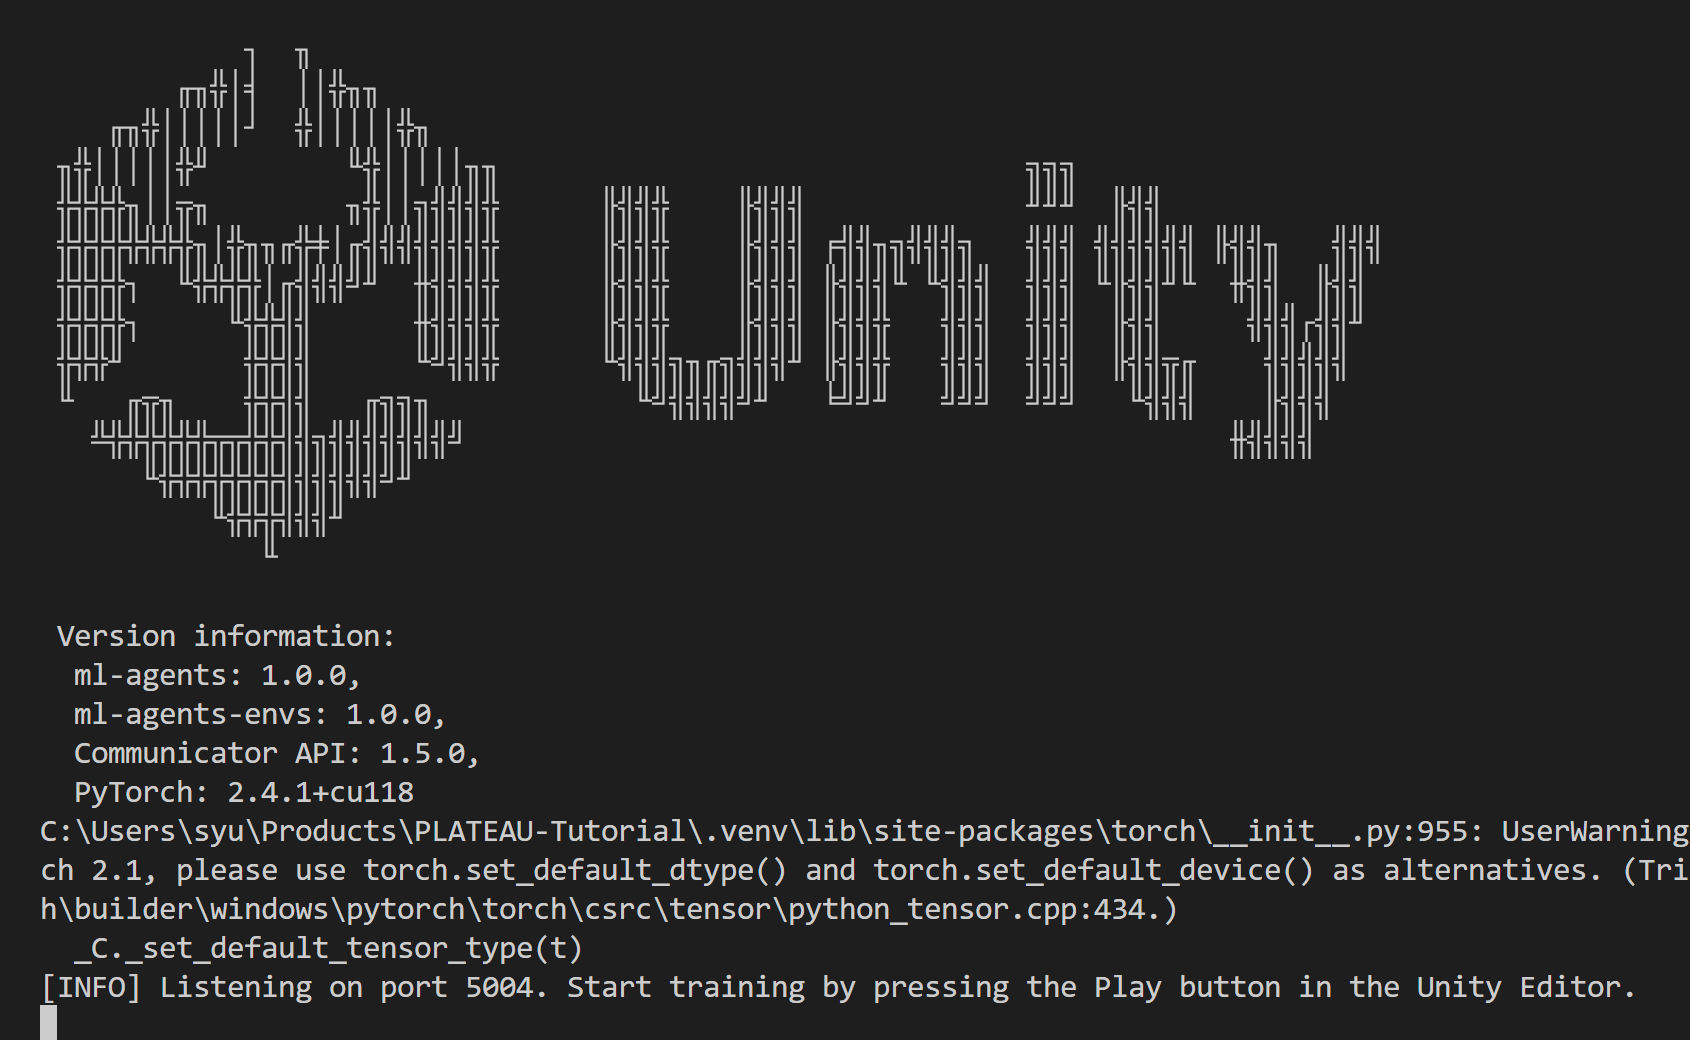 Unity
Version information:
ml-agents: 1.0.0,
ml-agents-envs: 1.0.0,
Communicator API: 1.5.0,
PyTorch: 2.4.1+cu118
C:\Users\syu\Products\PLATEAU-Tutorial\.venv\lib\site-packages\torch\__init__.py:955: UserWarning
ch 2.1, please use torch.set_default_dtype() and torch.set_default_device() as alternatives. (Tri
h\builder\windows\pytorch\torch\csrc\tensor\python_tensor.cpp:434.)
_C._set_default_tensor_type(t)
[INFO] Listening on port 5004. Start training by pressing the Play button in the Unity Editor.